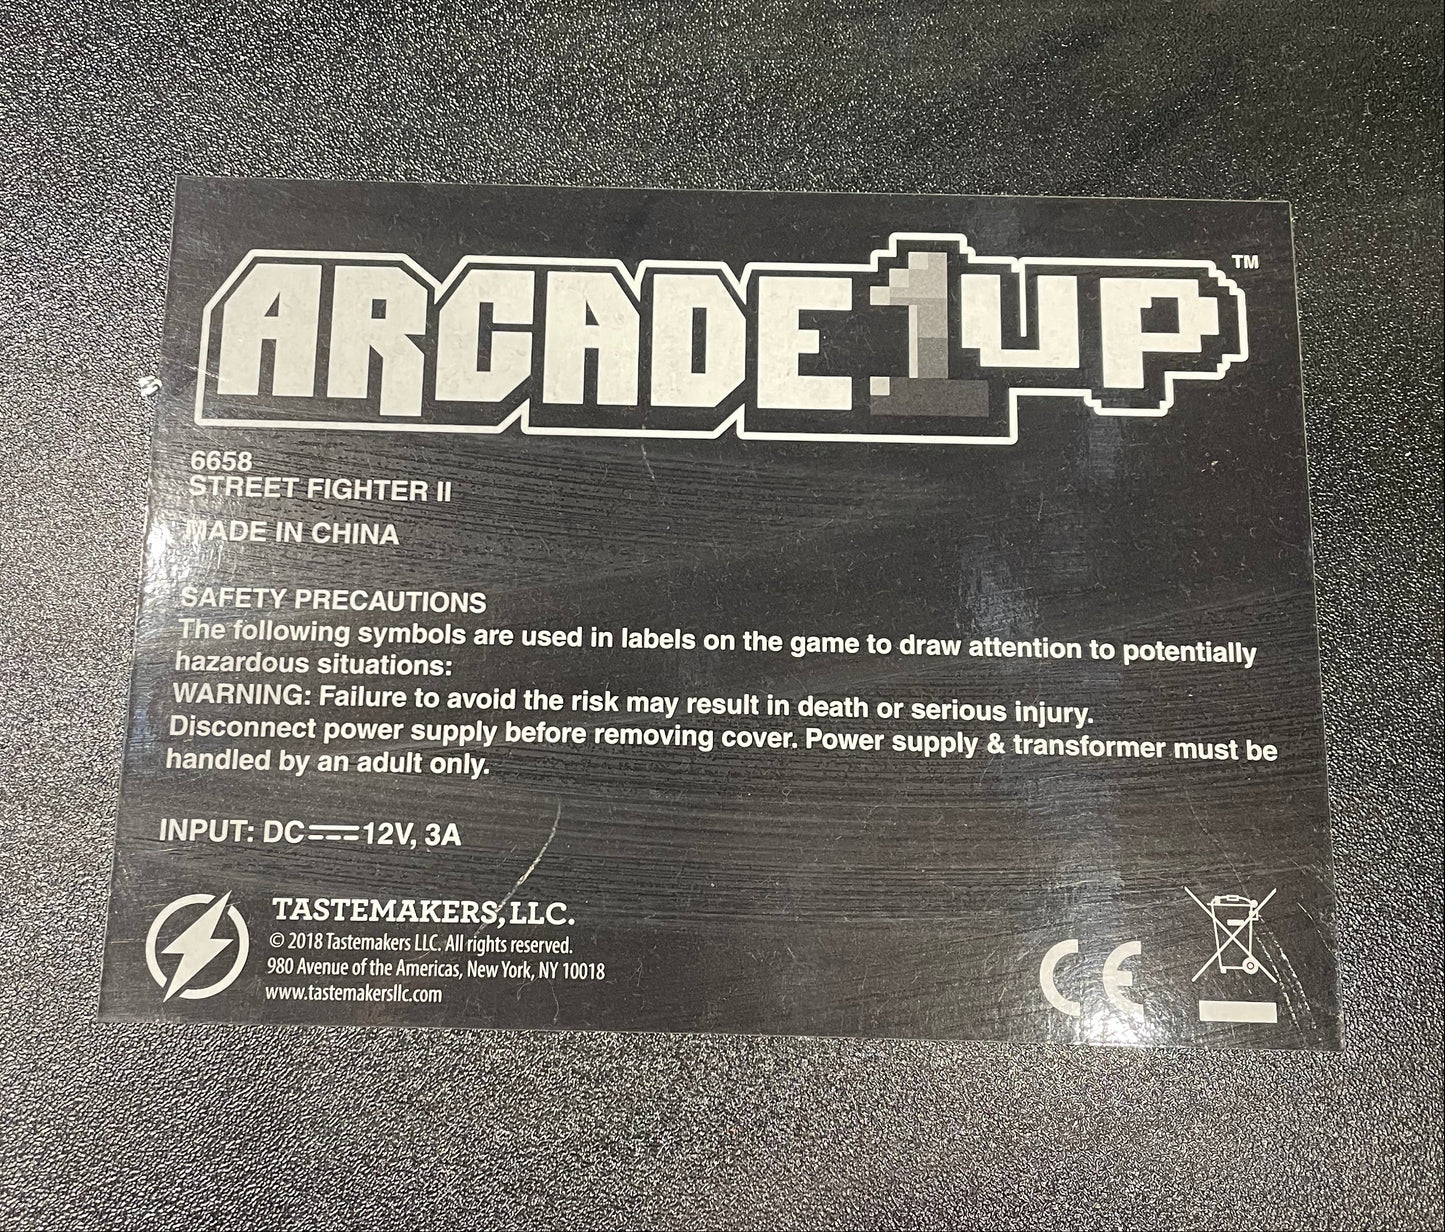 ARCADE1UP™
6658
STREET FIGHTER II
MADE IN CHINA
SAFETY PRECAUTIONS
The following symbols are used in labels on the game to draw attention to potentially
hazardous situations:
WARNING: Failure to avoid the risk may result in death or serious injury.
Disconnect power supply before removing cover. Power supply & transformer must be
handled by an adult only.
INPUT: DC⎓12V, 3A
TASTEMAKERS, LLC.
© 2018 Tastemakers LLC. All rights reserved.
980 Avenue of the Americas, New York, NY 10018
www.tastemakersllc.com
CE